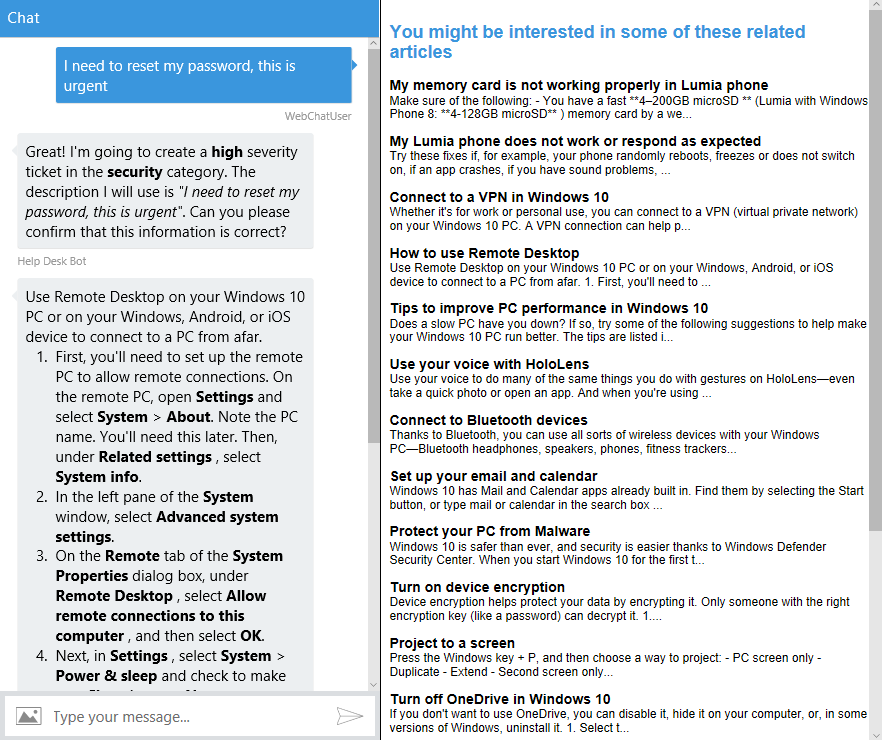 Chat
I need to reset my password, this is
urgent
WebChatUser
Great! I'm going to create a high severity
ticket in the security category. The
description I will use is "I need to reset my
password, this is urgent". Can you please
confirm that this information is correct?
Help Desk Bot
Use Remote Desktop on your Windows 10
PC or on your Windows, Android, or iOS
device to connect to a PC from afar.
1. First, you'll need to set up the remote
PC to allow remote connections. On
the remote PC, open Settings and
select System > About. Note the PC
name. You'll need this later. Then,
under Related settings , select
System info.
2. In the left pane of the System
window, select Advanced system
settings.
3. On the Remote tab of the System
Properties dialog box, under
Remote Desktop , select Allow
remote connections to this
computer , and then select OK.
4. Next, in Settings , select System >
Power & sleep and check to make
Type your message...
You might be interested in some of these related
articles
My memory card is not working properly in Lumia phone
Make sure of the following: - You have a fast **4–200GB microSD ** (Lumia with Windows
Phone 8: **4-128GB microSD** ) memory card by a we...
My Lumia phone does not work or respond as expected
Try these fixes if, for example, your phone randomly reboots, freezes or does not switch
on, if an app crashes, if you have sound problems, ...
Connect to a VPN in Windows 10
Whether it's for work or personal use, you can connect to a VPN (virtual private network)
on your Windows 10 PC. A VPN connection can help p...
How to use Remote Desktop
Use Remote Desktop on your Windows 10 PC or on your Windows, Android, or iOS
device to connect to a PC from afar. 1. First, you'll need to ...
Tips to improve PC performance in Windows 10
Does a slow PC have you down? If so, try some of the following suggestions to help make
your Windows 10 PC run better. The tips are listed i...
Use your voice with HoloLens
Use your voice to do many of the same things you do with gestures on HoloLens—even
take a quick photo or open an app. And when you're using ...
Connect to Bluetooth devices
Thanks to Bluetooth, you can use all sorts of wireless devices with your Windows
PC—Bluetooth headphones, speakers, phones, fitness trackers...
Set up your email and calendar
Windows 10 has Mail and Calendar apps already built in. Find them by selecting the Start
button, or type mail or calendar in the search box ...
Protect your PC from Malware
Windows 10 is safer than ever, and security is easier thanks to Windows Defender
Security Center. When you start Windows 10 for the first t...
Turn on device encryption
Device encryption helps protect your data by encrypting it. Only someone with the right
encryption key (like a password) can decrypt it. 1....
Project to a screen
Press the Windows key + P, and then choose a way to project: - PC screen only -
Duplicate - Extend - Second screen only...
Turn off OneDrive in Windows 10
If you don't want to use OneDrive, you can disable it, hide it on your computer, or, in some
versions of Windows, uninstall it. 1. Select t...